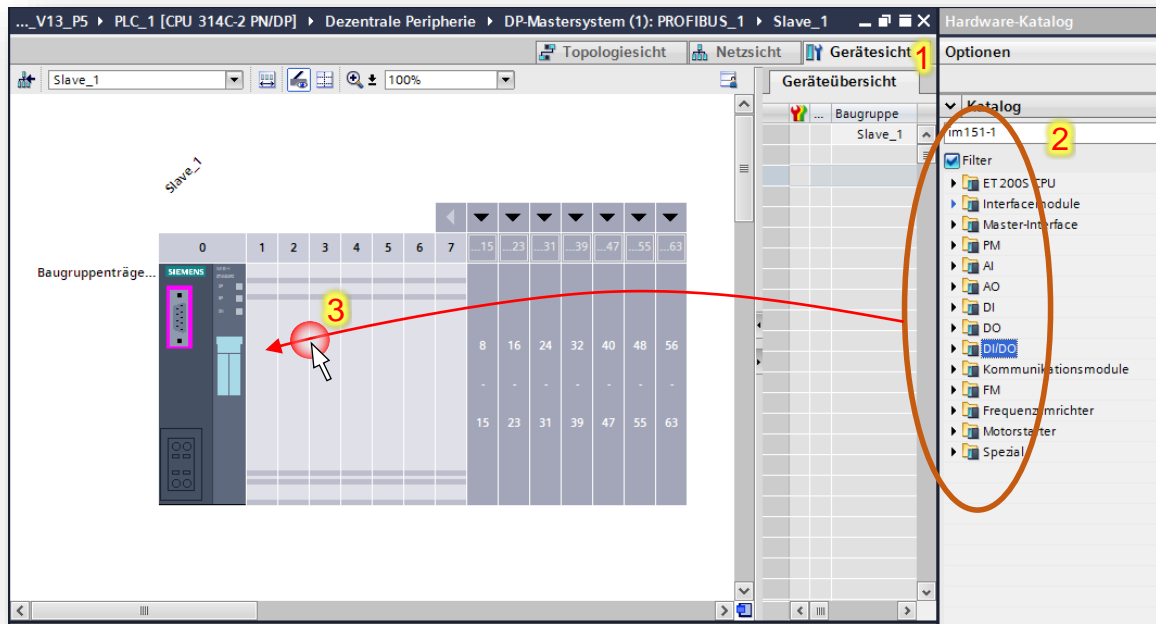 ..._V13_P5 ▸ PLC_1 [CPU 314C-2 PN/DP] ▸ Dezentrale Peripherie ▸ DP-Mastersystem (1): PROFIBUS_1 ▸ Slave_1
Hardware-Katalog
Topologiesicht
Netzsicht
Gerätesicht
1
Optionen
Slave_1
100%
Geräteübersicht
Katalog
... Baugruppe
Slave_1
im151-1
2
Filter
Slave_1
ET 200S CPU
Interfacemodule
Master-Interface
PM
AI
AO
DI
DO
DI/DO
Kommunikationsmodule
FM
Frequenzumrichter
Motorstarter
Spezial
0 1 2 3 4 5 6 7 ...15 ...23 ...31 ...39 ...47 ...55 ...63
Baugruppenträge...
SIEMENS
3
8 16 24 32 40 48 56
- - - - - - -
15 23 31 39 47 55 63